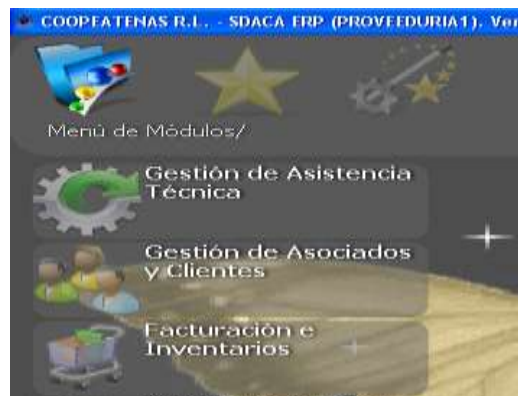 COOPEATENAS R.L. - SDACA ERP (PROVEEDURIA1). Ver
Menú de Módulos/
Gestión de Asistencia
Técnica
Gestión de Asociados
y Clientes
Facturación e
Inventarios